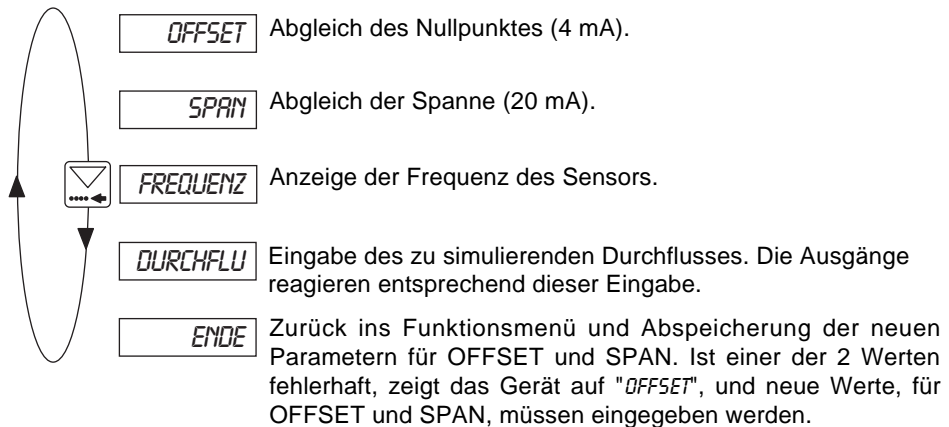 OFFSET Abgleich des Nullpunktes (4 mA).
SPAN Abgleich der Spanne (20 mA).
FREQUENZ Anzeige der Frequenz des Sensors.
DURCHFLU Eingabe des zu simulierenden Durchflusses. Die Ausgänge
reagieren entsprechend dieser Eingabe.
ENDE Zurück ins Funktionsmenü und Abspeicherung der neuen
Parametern für OFFSET und SPAN. Ist einer der 2 Werten
fehlerhaft, zeigt das Gerät auf "OFFSET", und neue Werte, für
OFFSET und SPAN, müssen eingegeben werden.